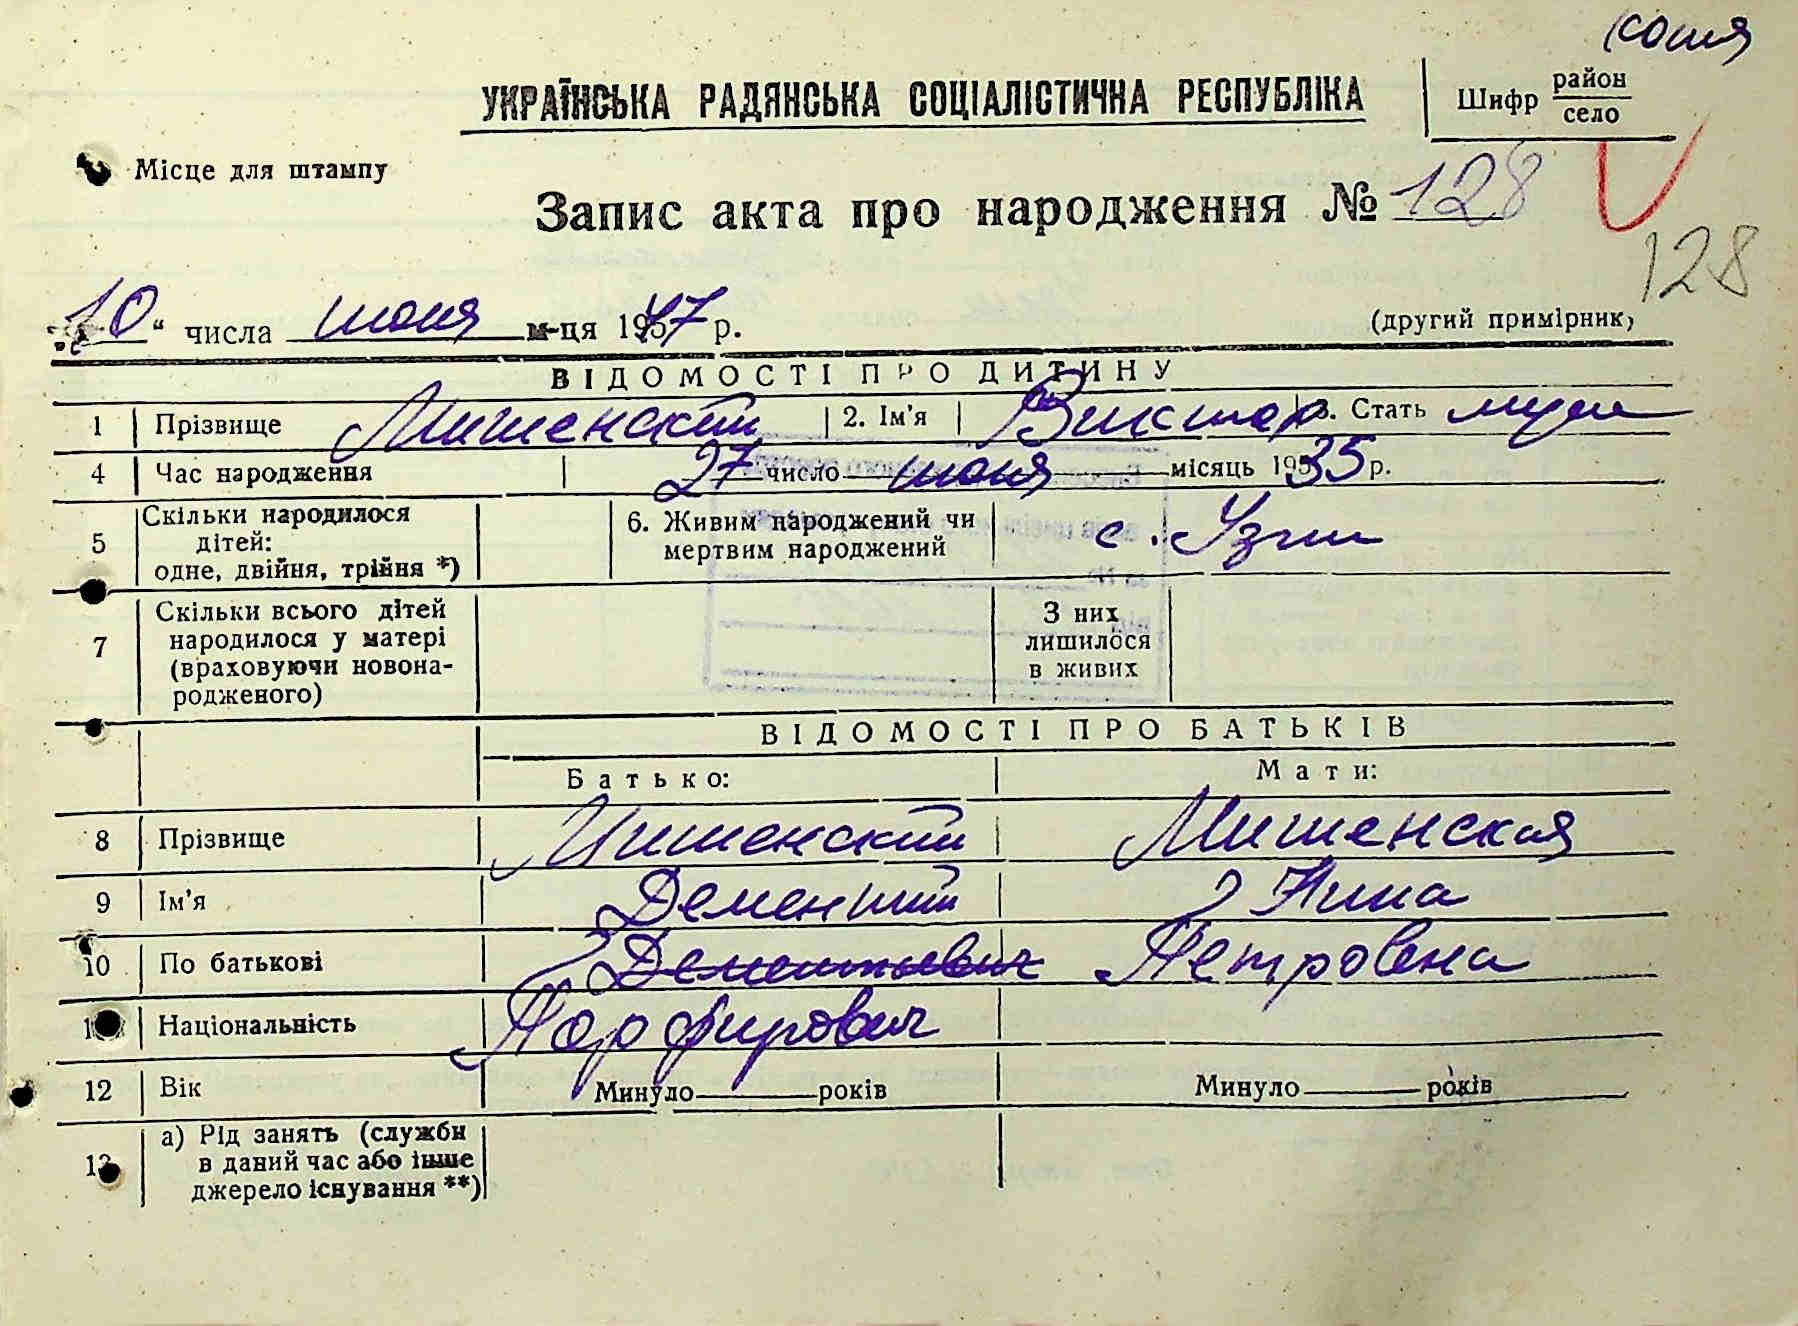 копия
УКРАЇНСЬКА РАДЯНСЬКА СОЦІАЛІСТИЧНА РЕСПУБЛІКА
Шифр район село
Місце для штампу
Запис акта про народження № 128
128
10 " числа июня м-ця 1947 р.
(другий примірник)
ВІДОМОСТІ ПРО ДИТИНУ
1 Прізвище Мишенский 2. Ім'я Виктор 3. Стать муж
4 Час народження 27 число июня місяць 1935 р.
5 Скільки народилося дітей: одне, двійня, трійня *) 6. Живим народжений чи мертвим народжений с. Узин
7 Скільки всього дітей народилося у матері (враховуючи новонародженого) З них лишилося в живих
ВІДОМОСТІ ПРО БАТЬКІВ
Батько: Мати:
8 Прізвище Мишенский Мишенская
9 Ім'я Дементий Нина
10 По батькові Дементьевич Петровна
Національність Порфирович
12 Вік Минуло років Минуло років
13 а) Рід занять (служби в даний час або інше джерело існування **)